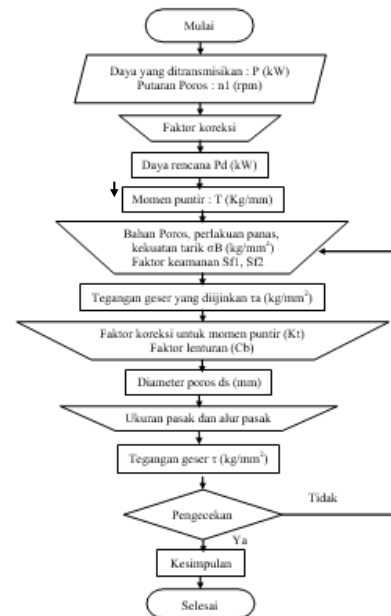 Mulai
Daya yang ditransmisikan : P (kW)
Putaran Poros : n1 (rpm)
Faktor koreksi
Daya rencana Pd (kW)
Momen puntir : T (Kg/mm)
Bahan Poros, perlakuan panas,
kekuatan tarik σB (kg/mm²)
Faktor keamanan Sf1, Sf2
Tegangan geser yang diijinkan τa (kg/mm²)
Faktor koreksi untuk momen puntir (Kt)
Faktor lenturan (Cb)
Diameter poros ds (mm)
Ukuran pasak dan alur pasak
Tegangan geser τ (kg/mm²)
Pengecekan
Tidak
Ya
Kesimpulan
Selesai